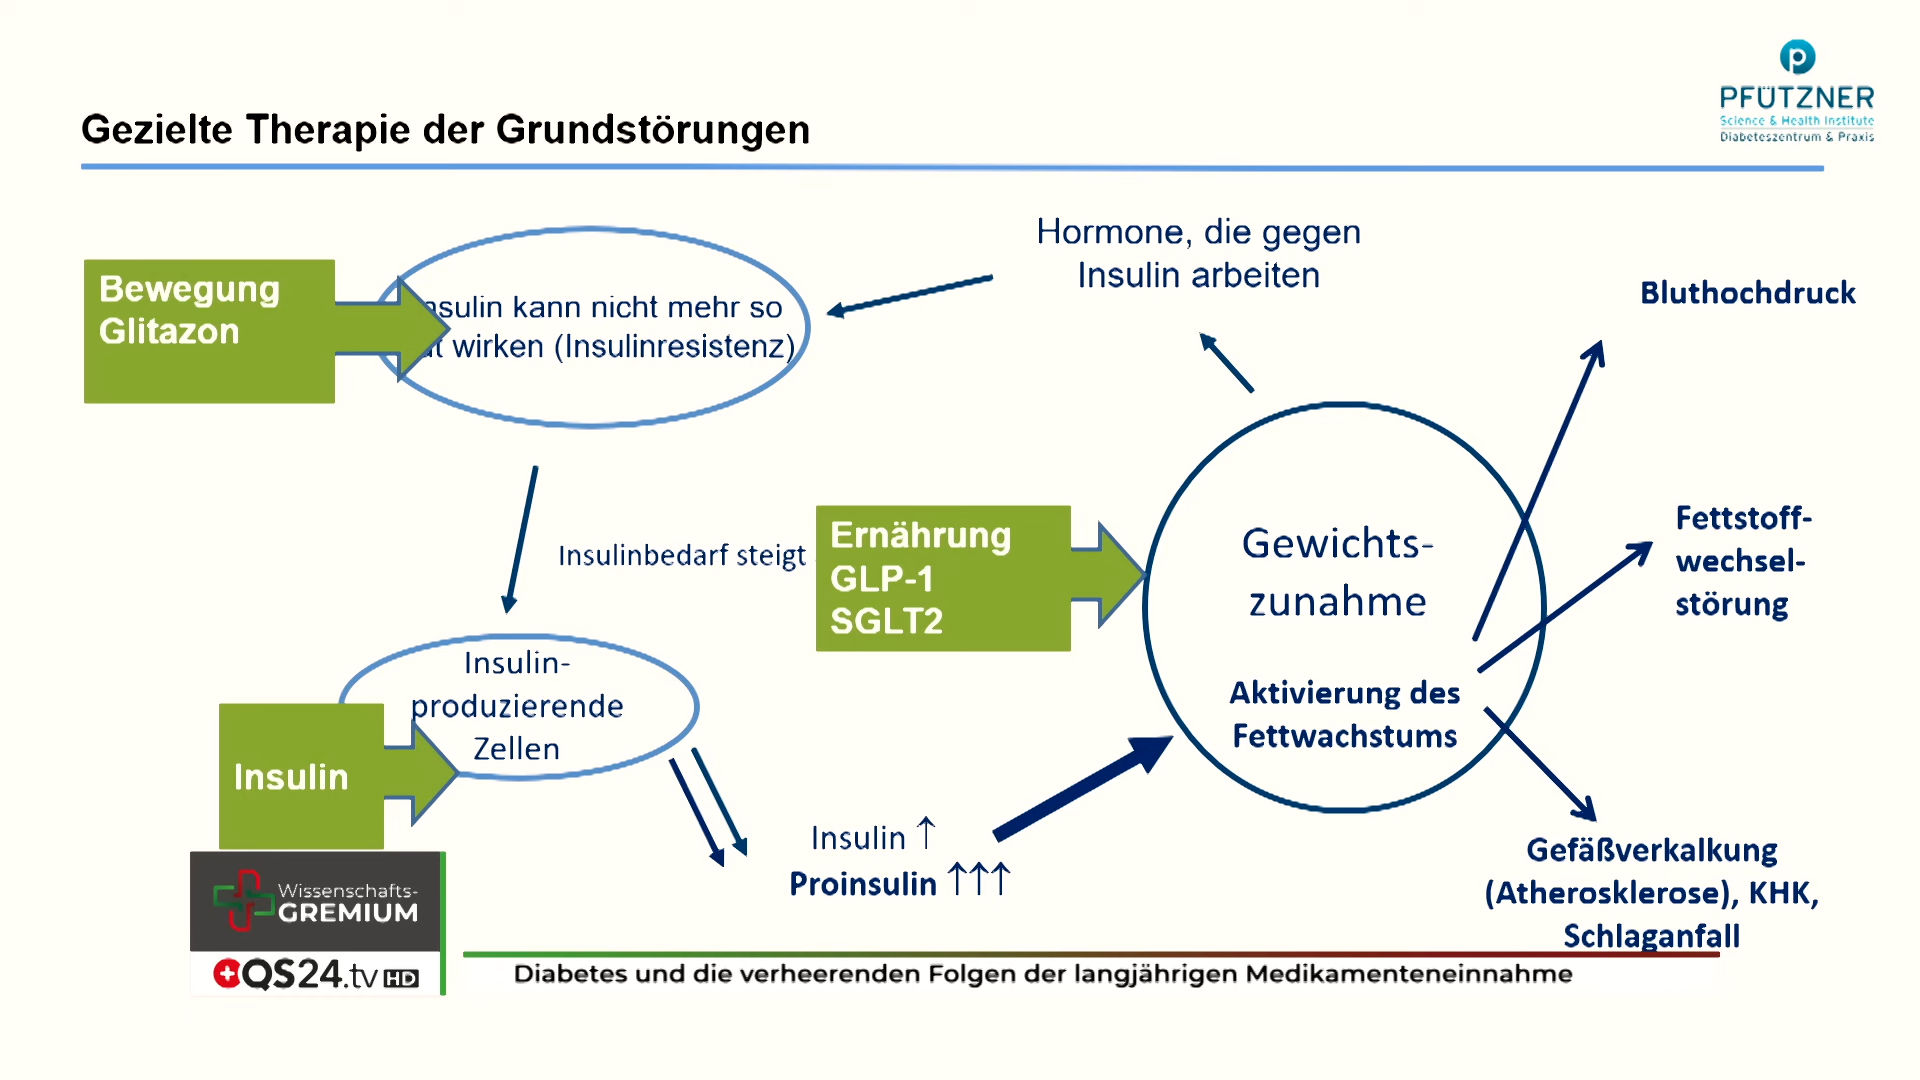 PFÜTZNER
Science & Health Institute
Diabeteszentrum & Praxis
Gezielte Therapie der Grundstörungen
Bewegung
Glitazon
kann nicht mehr so
wirken (Insulinresistenz)
Hormone, die gegen
Insulin arbeiten
Bluthochdruck
Insulinbedarf steigt
Ernährung
GLP-1
SGLT2
Gewichts-
zunahme
Aktivierung des
Fettwachstums
Fettstoff-
wechsel-
störung
Insulin-
produzierende
Zellen
Insulin
Insulin ↑
Proinsulin ↑↑↑
Gefäßverkalkung
(Atherosklerose), KHK,
Schlaganfall
Wissenschafts-
GREMIUM
QS24.tv HD
Diabetes und die verheerenden Folgen der langjährigen Medikamenteneinnahme